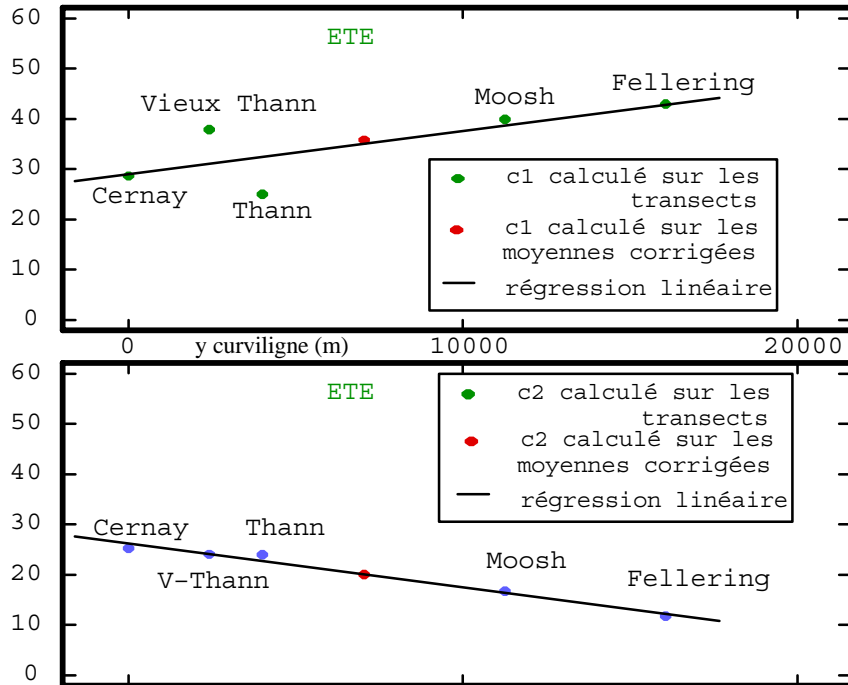 60
ETE
50
Fellering
Moosh
Vieux Thann
40
30
c1 calculé sur les
transects
Cernay
20
Thann
c1 calculé sur les
moyennes corrigées
10
régression linéaire
0
0 y curviligne (m) 10000 20000
60
ETE
c2 calculé sur les
transects
50
c2 calculé sur les
moyennes corrigées
40
régression linéaire
30
Cernay Thann
Moosh
V-Thann
Fellering
20
10
0